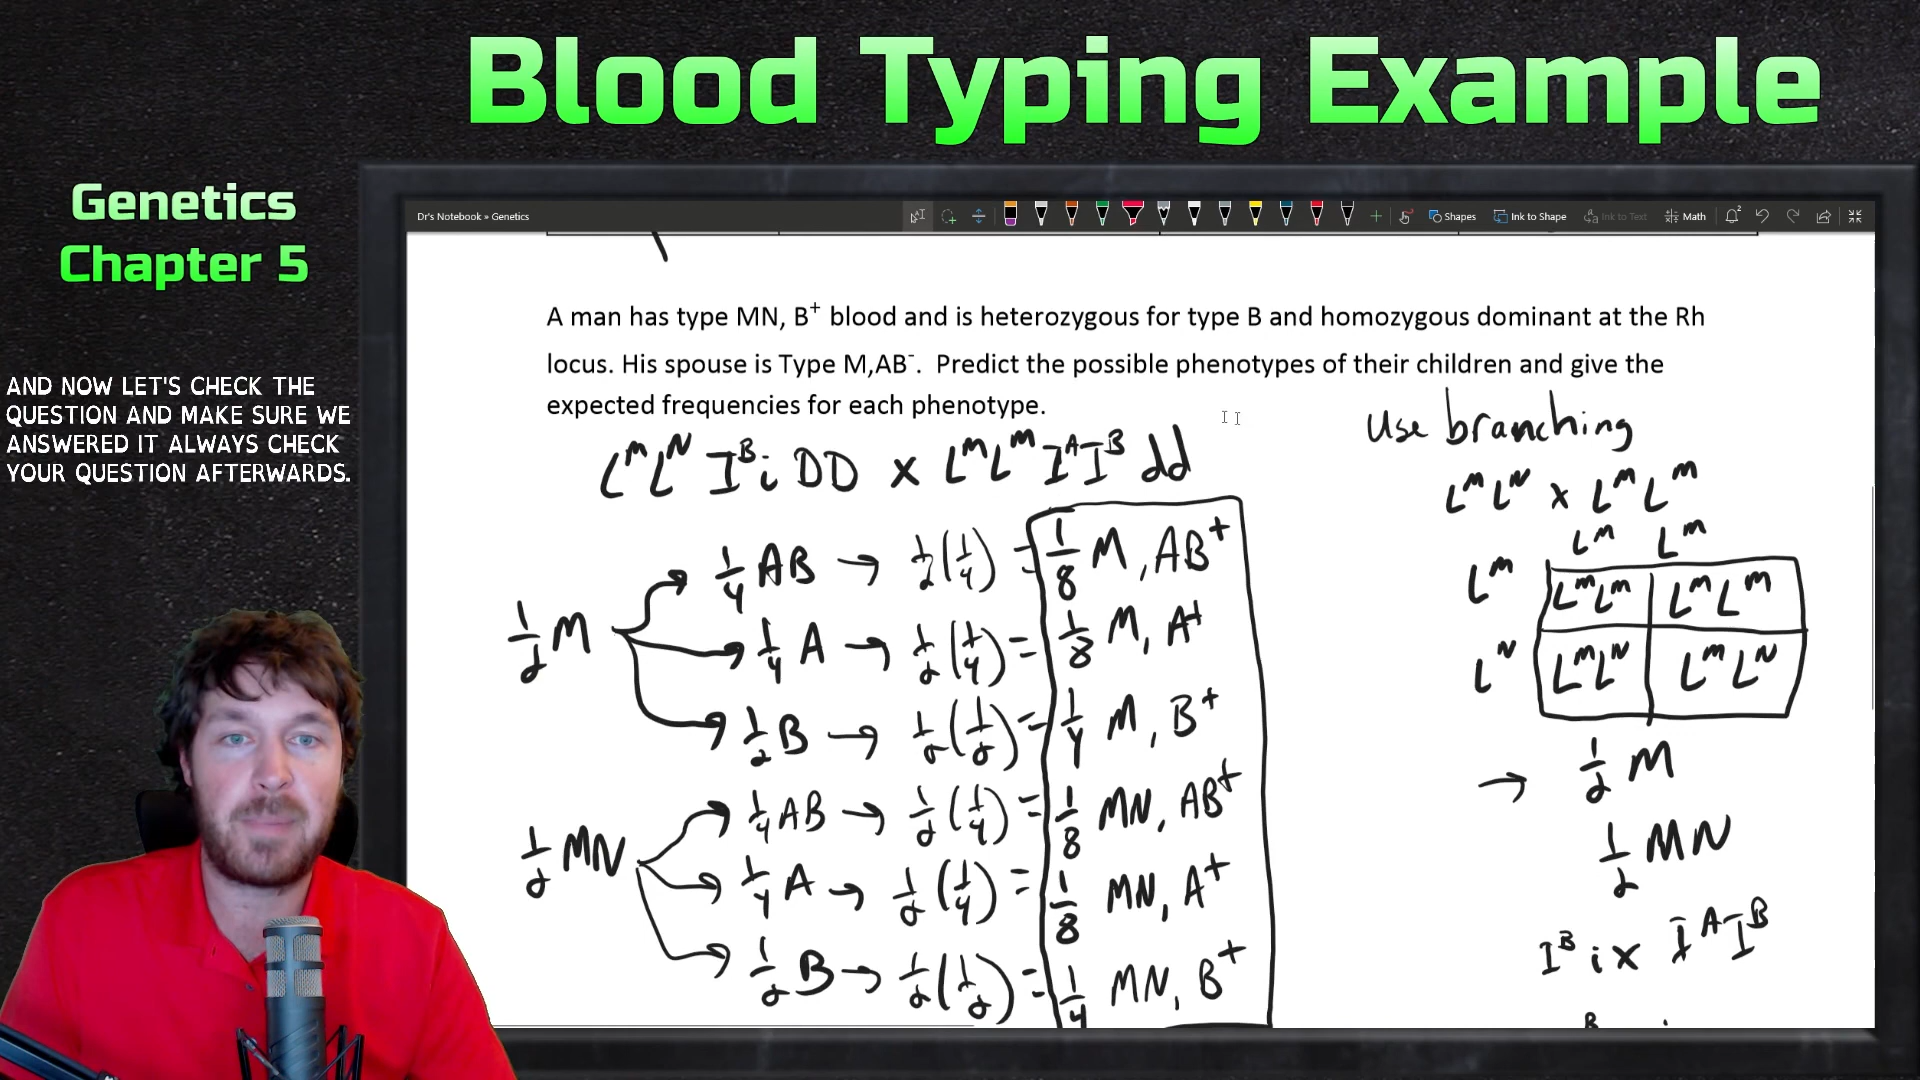 Blood Typing Example
Genetics
Chapter 5
AND NOW LET'S CHECK THE
QUESTION AND MAKE SURE WE
ANSWERED IT ALWAYS CHECK
YOUR QUESTION AFTERWARDS.
Dr's Notebook » Genetics
Shapes
Ink to Shape
Ink to Text
Math
A man has type MN, B⁺ blood and is heterozygous for type B and homozygous dominant at the Rh
locus. His spouse is Type M,AB⁻. Predict the possible phenotypes of their children and give the
expected frequencies for each phenotype.
LᴹLᴺ Iᴮi DD x LᴹLᴹ IᴬIᴮ dd
1/2 M
1/4 AB → 1/2(1/4) = 1/8 M, AB⁺
1/4 A → 1/2(1/4) = 1/8 M, A⁺
1/2 B → 1/2(1/2) = 1/4 M, B⁺
1/2 MN
1/4 AB → 1/2(1/4) = 1/8 MN, AB⁺
1/4 A → 1/2(1/4) = 1/8 MN, A⁺
1/2 B → 1/2(1/2) = 1/4 MN, B⁺
Use branching
LᴹLᴺ x LᴹLᴹ
Lᴹ Lᴹ
Lᴹ LᴹLᴹ LᴹLᴹ
Lᴺ LᴹLᴺ LᴹLᴺ
→ 1/2 M
1/2 MN
Iᴮi x IᴬIᴮ